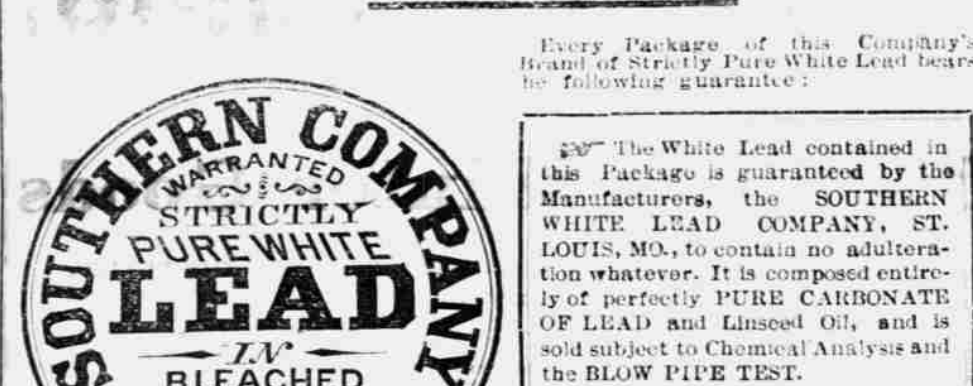 SOUTHERN COMPANY
WARRANTED
STRICTLY
PURE WHITE
LEAD
IN
BLEACHED
Every Package of this Company's
Brand of Strictly Pure White Lead bears
he following guarantee:
The White Lead contained in
this Package is guaranteed by the
Manufacturers, the SOUTHERN
WHITE LEAD COMPANY, ST.
LOUIS, MO., to contain no adultera-
tion whatever. It is composed entire-
ly of perfectly PURE CARBONATE
OF LEAD and Linseed Oil, and is
sold subject to Chemical Analysis and
the BLOW PIPE TEST.